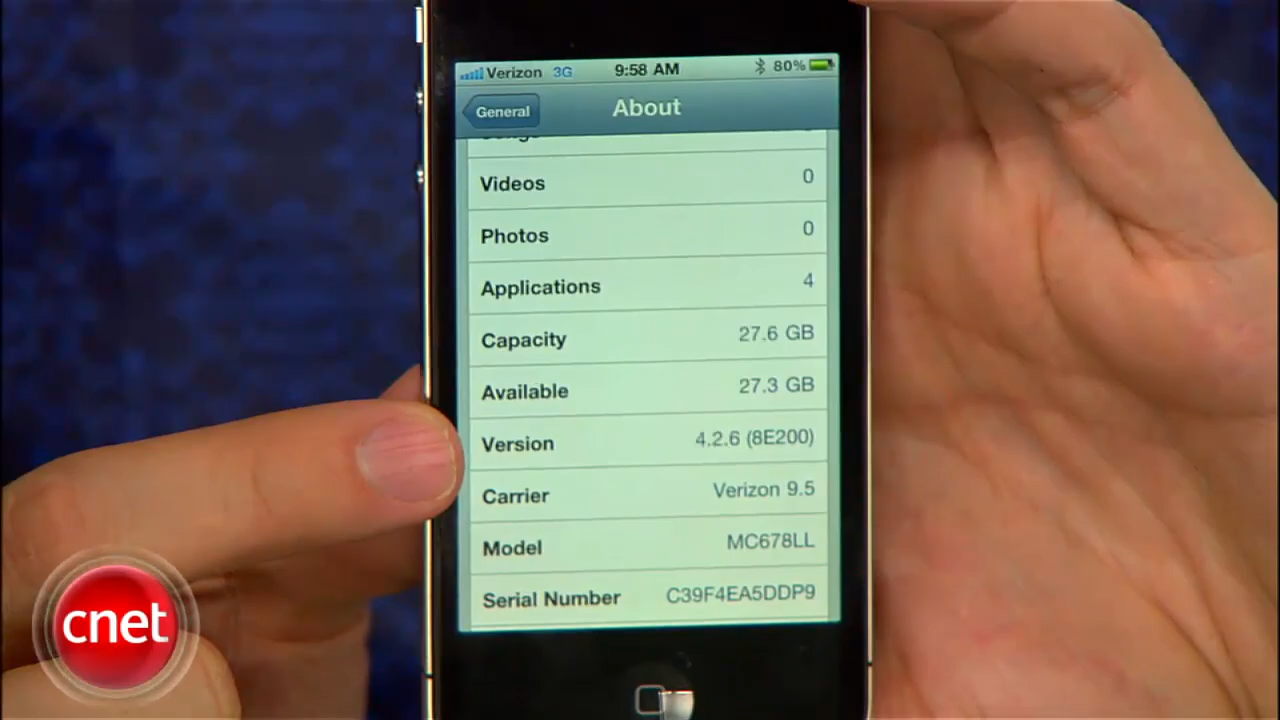 Verizon 3G 9:58 AM 80%
General About
Videos 0
Photos 0
Applications 4
Capacity 27.6 GB
Available 27.3 GB
Version 4.2.6 (8E200)
Carrier Verizon 9.5
Model MC678LL
Serial Number C39F4EA5DDP9
cnet